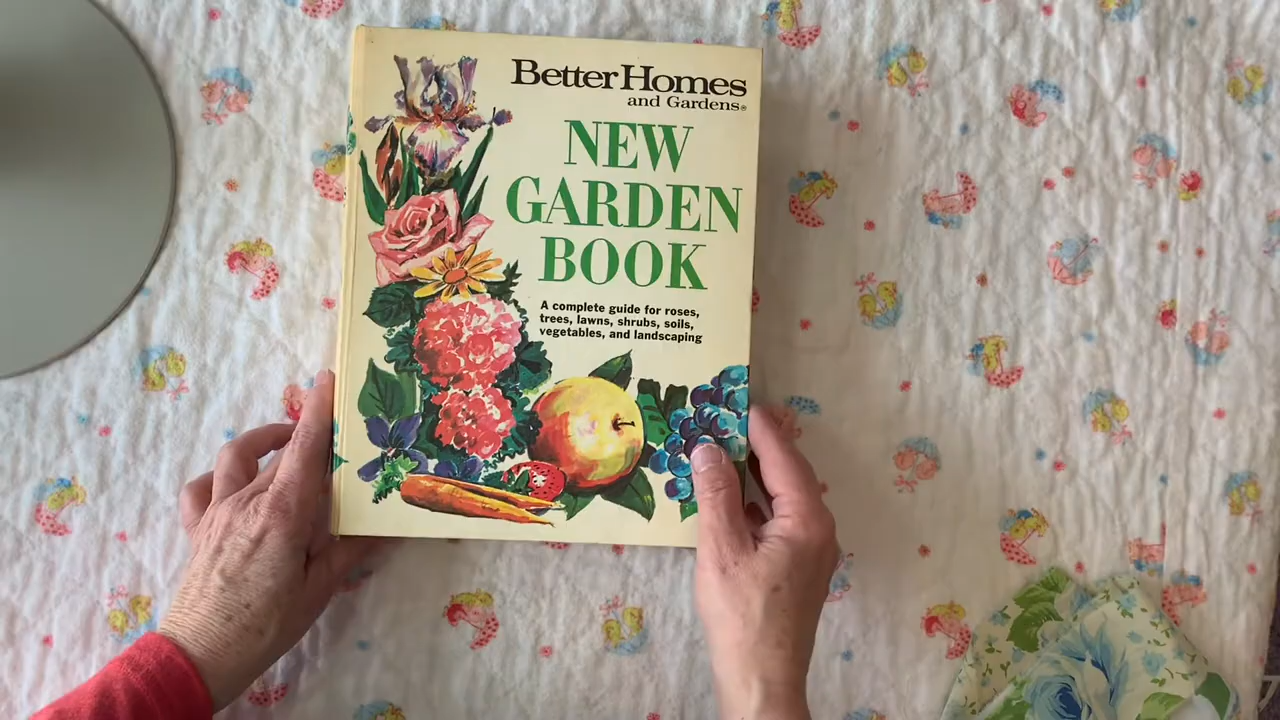 Better Homes
and Gardens®
NEW
GARDEN
BOOK
A complete guide for roses,
trees, lawns, shrubs, soils,
vegetables, and landscaping